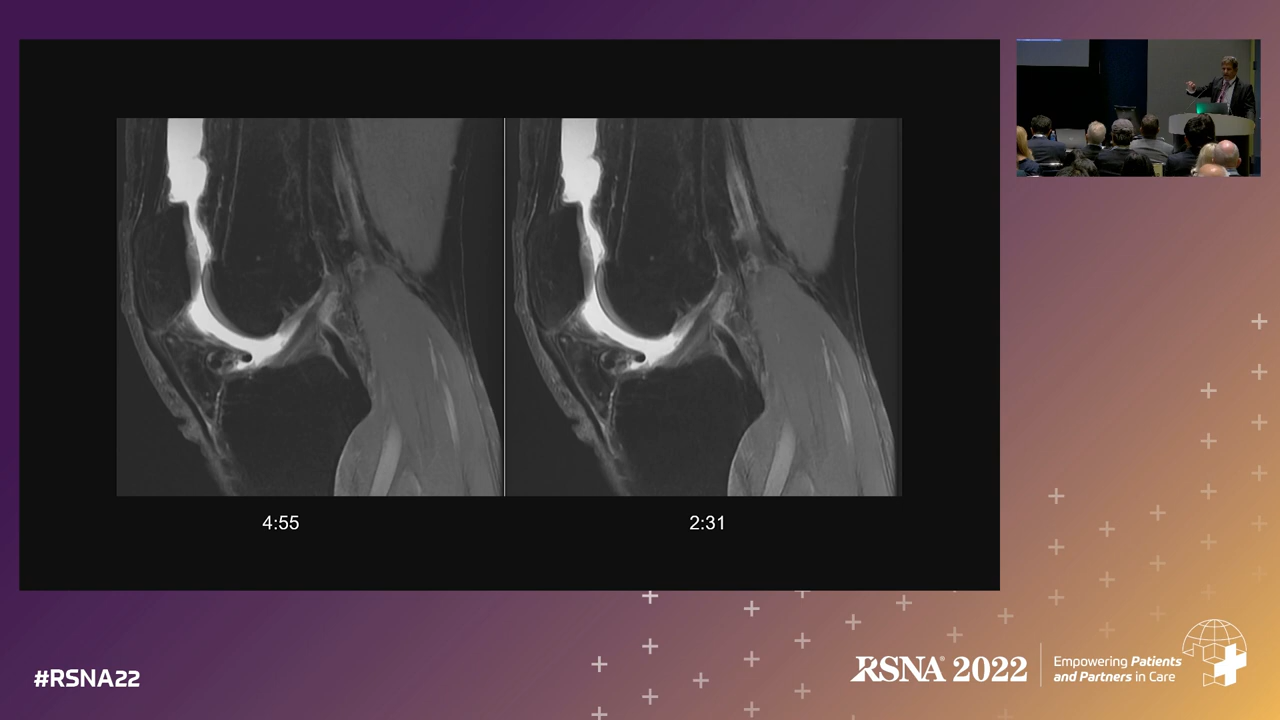 4:55
2:31
#RSNA22
RSNA® 2022
Empowering Patients
and Partners in Care